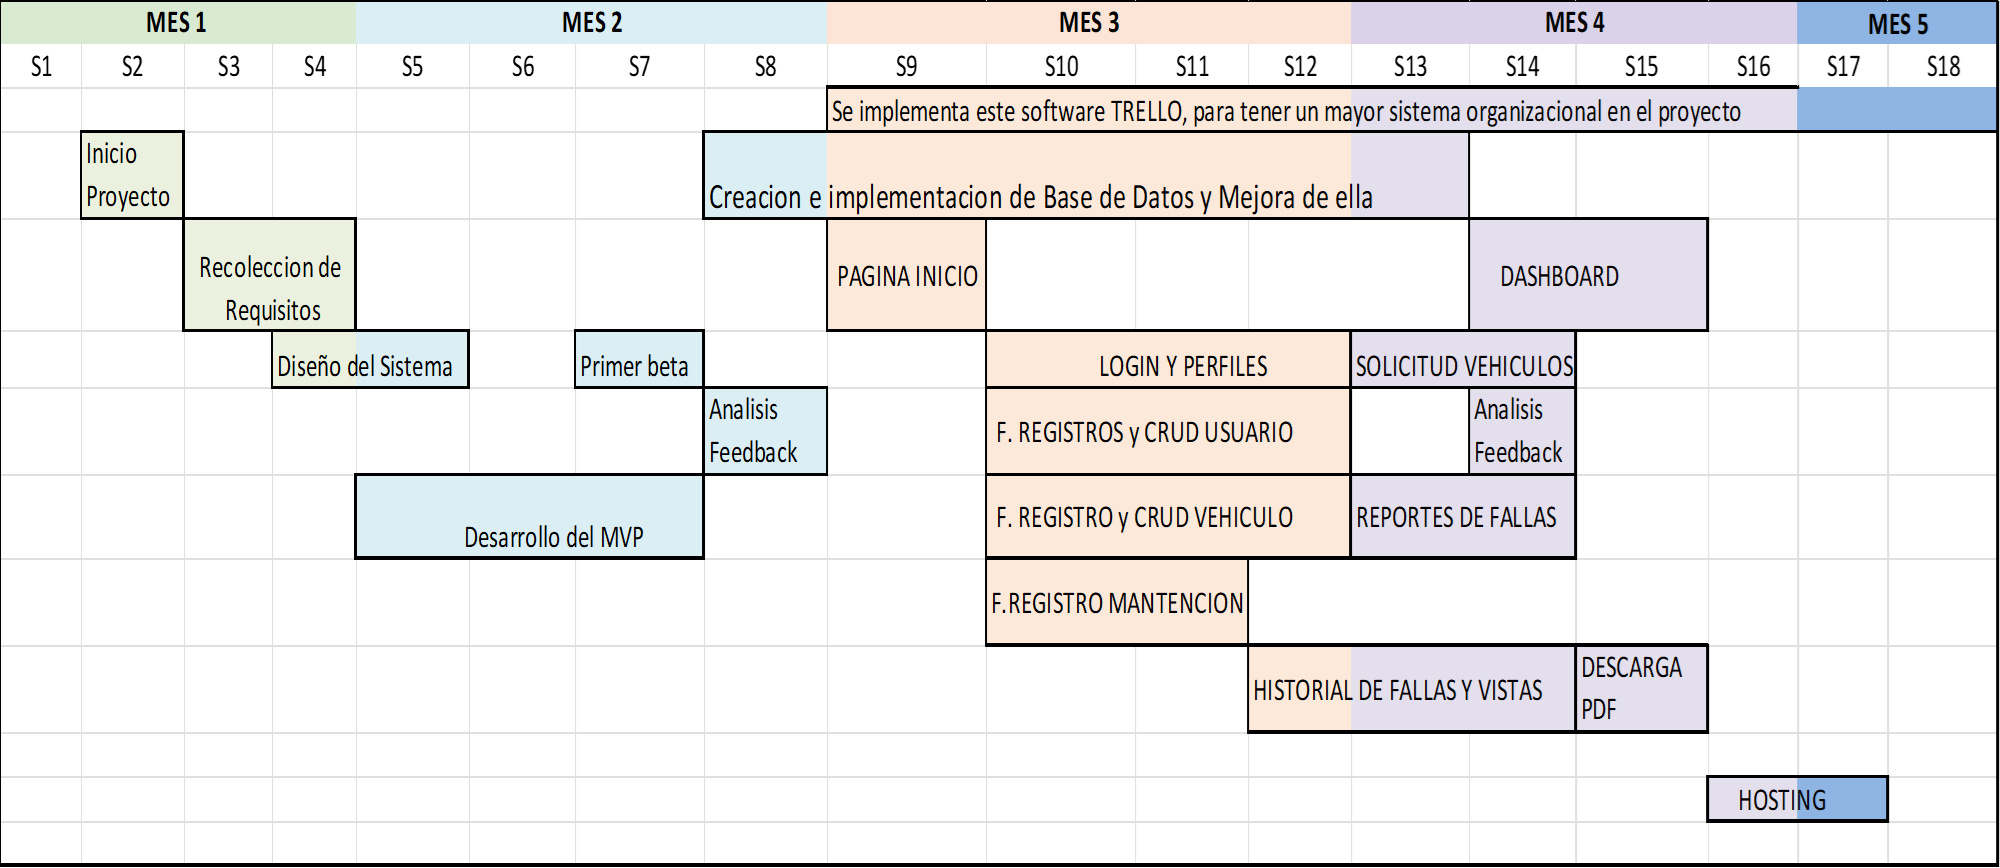 MES 1 MES 2 MES 3 MES 4 MES 5
S1 S2 S3 S4 S5 S6 S7 S8 S9 S10 S11 S12 S13 S14 S15 S16 S17 S18
Se implementa este software TRELLO, para tener un mayor sistema organizacional en el proyecto
Inicio
Proyecto
Creacion e implementacion de Base de Datos y Mejora de ella
Recoleccion de
Requisitos
PAGINA INICIO
DASHBOARD
Diseño del Sistema
Primer beta
LOGIN Y PERFILES
SOLICITUD VEHICULOS
Analisis
Feedback
F. REGISTROS y CRUD USUARIO
Analisis
Feedback
Desarrollo del MVP
F. REGISTRO y CRUD VEHICULO
REPORTES DE FALLAS
F.REGISTRO MANTENCION
HISTORIAL DE FALLAS Y VISTAS
DESCARGA
PDF
HOSTING